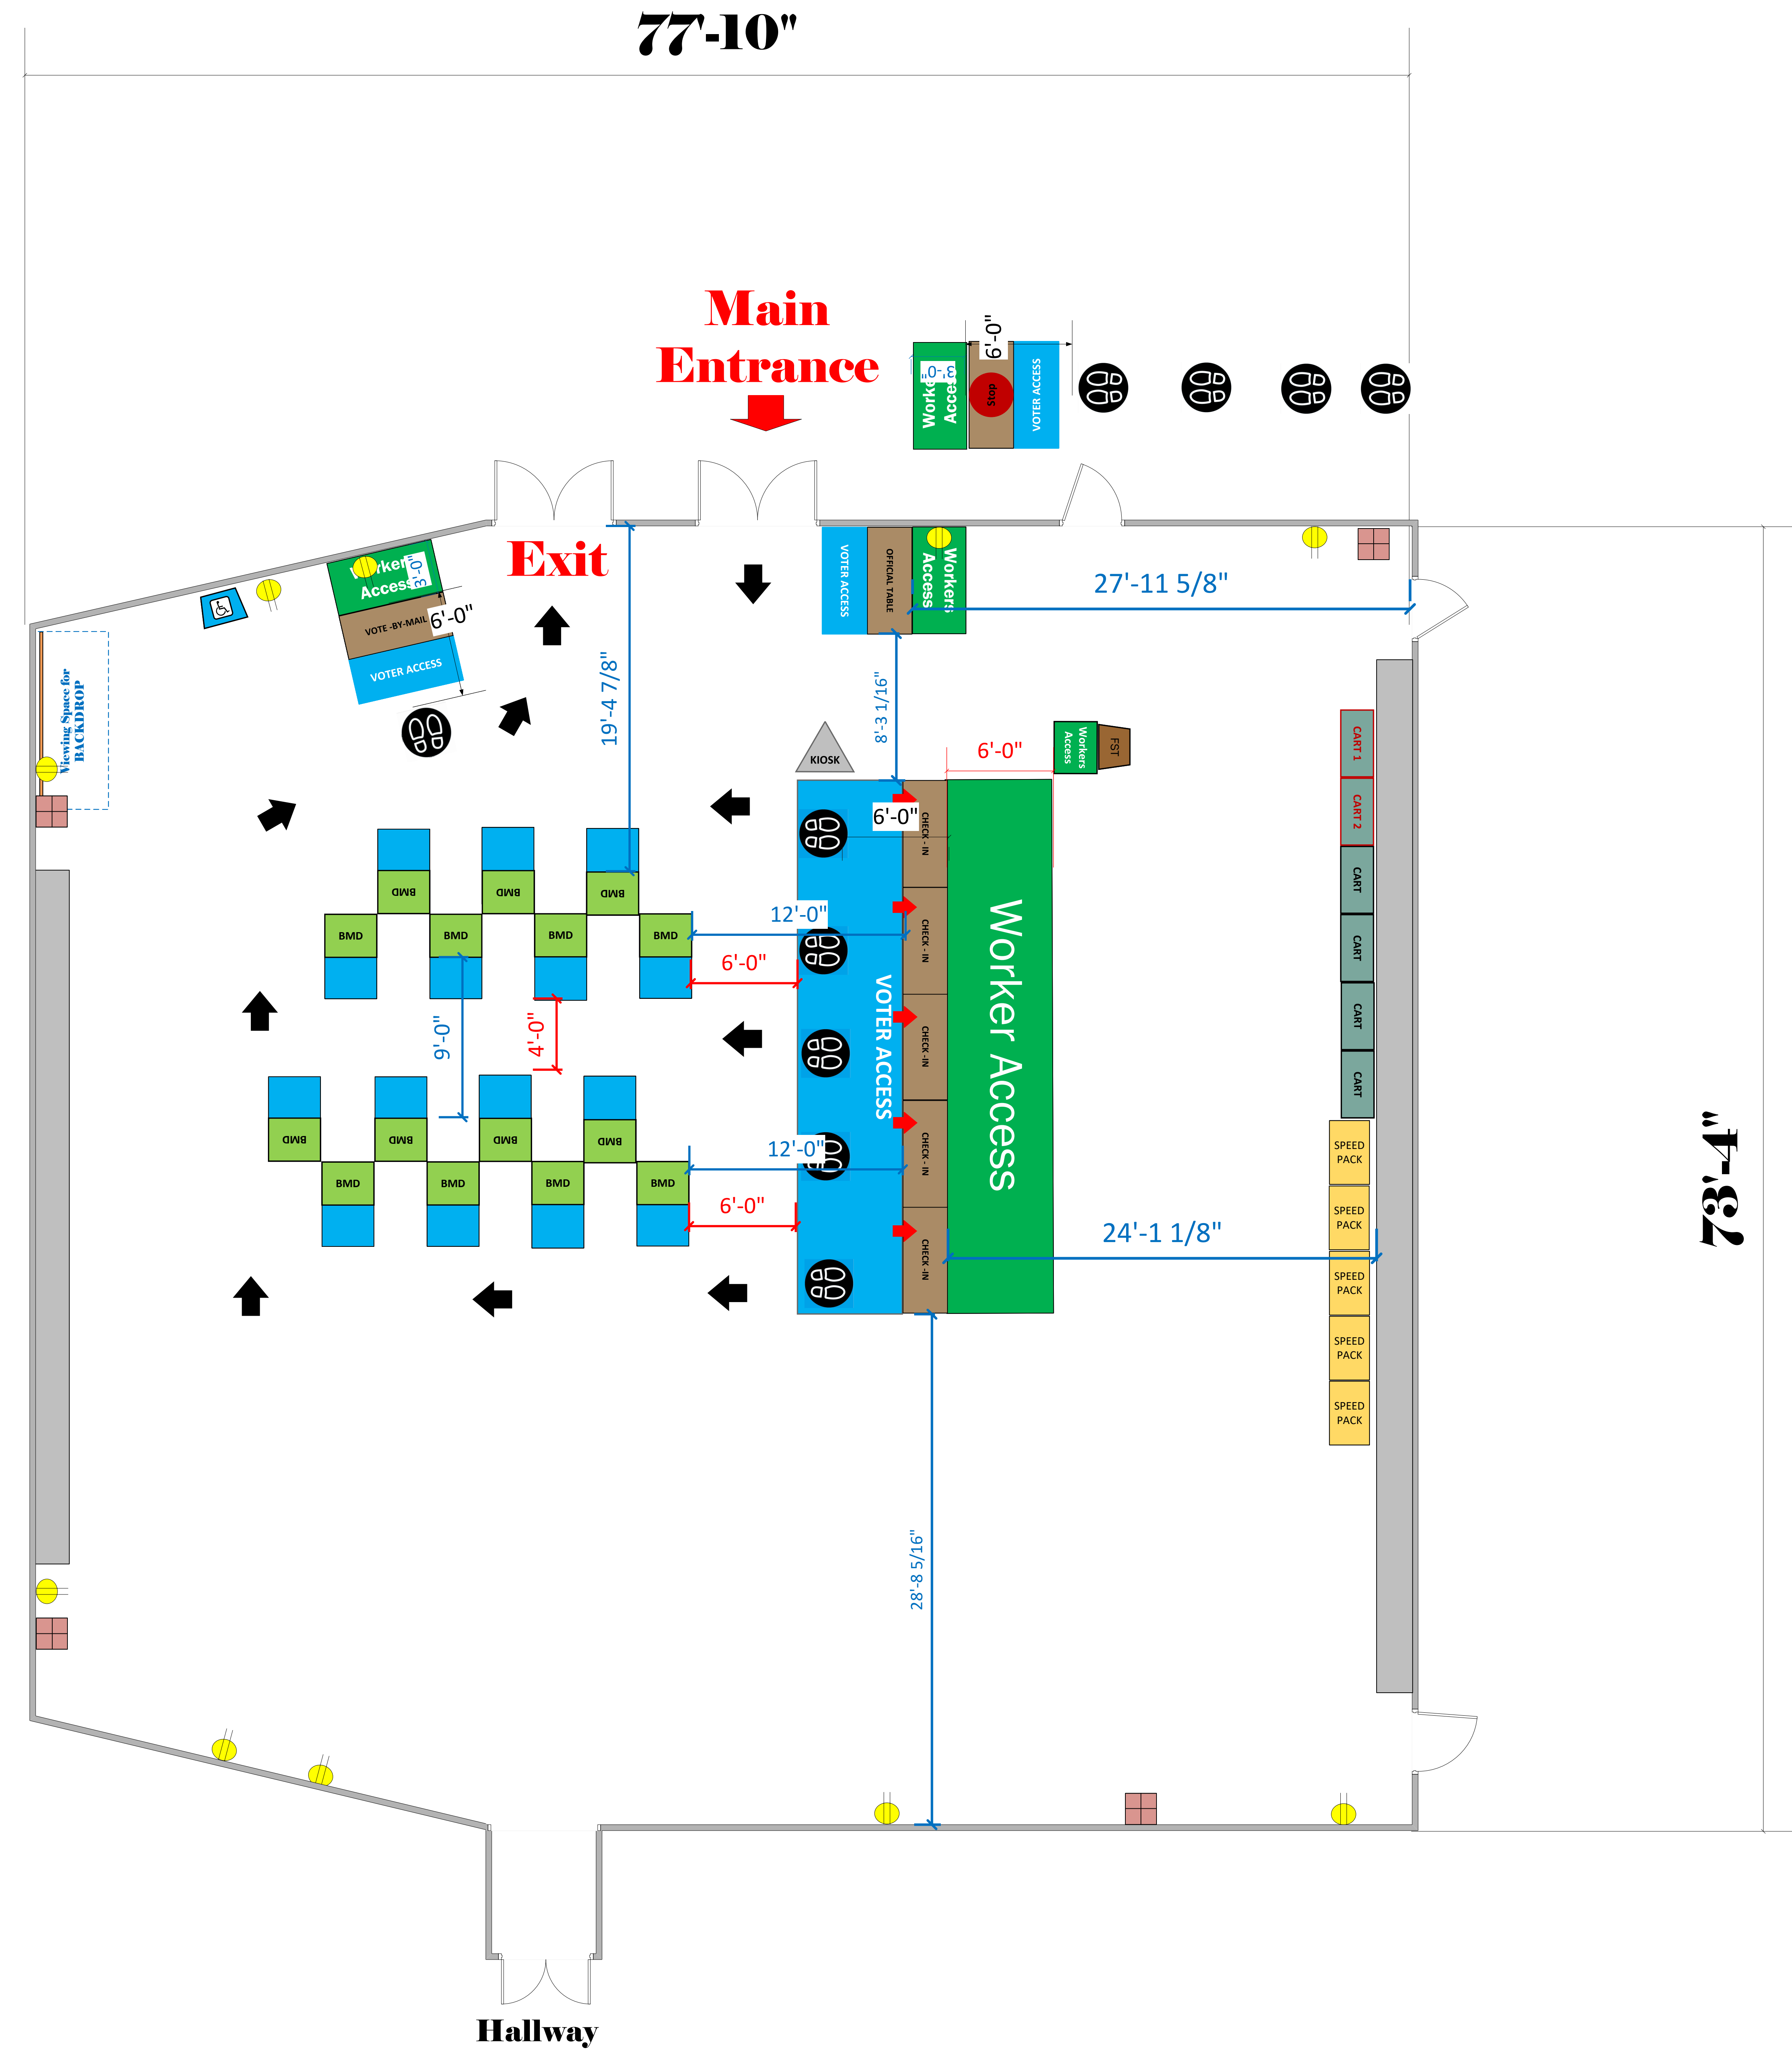 77'-10"
Main
Entrance
6'-0"
3'-0"
Stop
VOTER ACCESS
Exit
3'-0"
VOTE -BY-MAIL
6'-0"
VOTER ACCESS
VOTER ACCESS
OFFICIAL TABLE
Workers
Access
27'-11 5/8"
Viewing Space for
BACKDROP
19'-4 7/8"
8'-3 1/16"
KIOSK
6'-0"
Workers
Access
FST
CART 1
CART 2
CART
CART
CART
CART
6'-0"
CHECK - IN
CHECK - IN
CHECK -IN
CHECK - IN
CHECK -IN
VOTER ACCESS
Worker Access
BMD
BMD
BMD
BMD
BMD
BMD
BMD
12'-0"
6'-0"
9'-0"
4'-0"
BMD
BMD
BMD
BMD
BMD
BMD
BMD
BMD
12'-0"
6'-0"
24'-1 1/8"
SPEED
PACK
SPEED
PACK
SPEED
PACK
SPEED
PACK
SPEED
PACK
73'-4"
28'-8 5/16"
Hallway